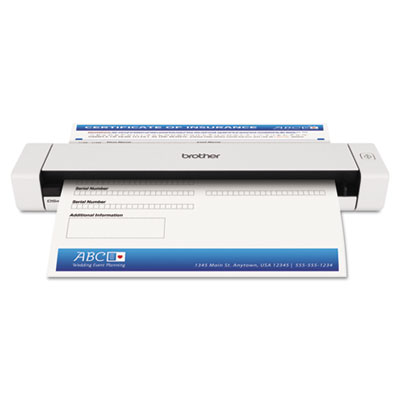 CERTIFICATE OF INSURANCE ABC
brother
Serial Number
Serial Number
Additional Information
ABC
Wedding Event Planning
1345 Main St. Anytown, USA 12345 | 555-555-1234